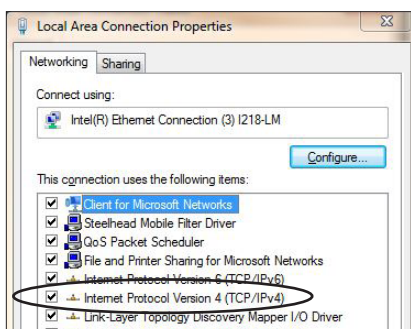 Local Area Connection Properties
Networking Sharing
Connect using:
Intel(R) Ethernet Connection (3) I218-LM
Configure...
This connection uses the following items:
Client for Microsoft Networks
Steelhead Mobile Filter Driver
QoS Packet Scheduler
File and Printer Sharing for Microsoft Networks
Internet Protocol Version 6 (TCP/IPv6)
Internet Protocol Version 4 (TCP/IPv4)
Link-Layer Topology Discovery Mapper I/O Driver